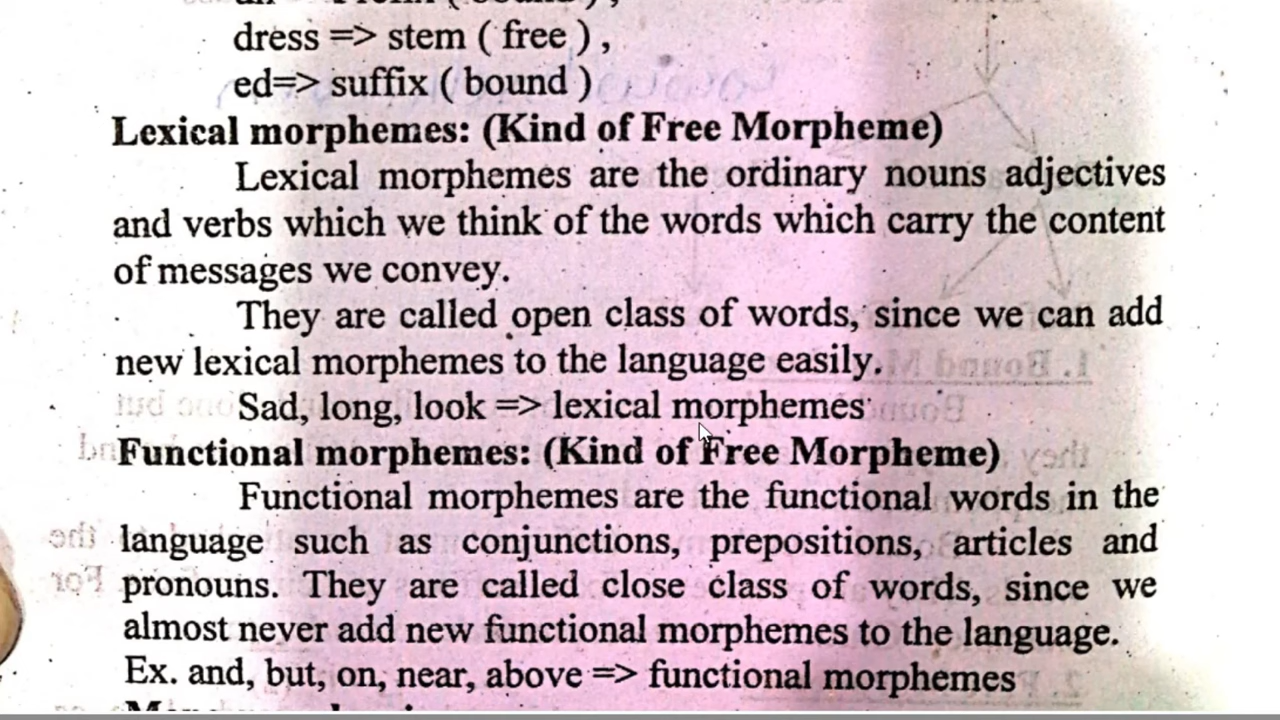 dress => stem ( free ) ,
ed=> suffix ( bound )
Lexical morphemes: (Kind of Free Morpheme)
Lexical morphemes are the ordinary nouns adjectives
and verbs which we think of the words which carry the content
of messages we convey.
They are called open class of words, since we can add
new lexical morphemes to the language easily.
Sad, long, look => lexical morphemes
Functional morphemes: (Kind of Free Morpheme)
Functional morphemes are the functional words in the
language such as conjunctions, prepositions, articles and
pronouns. They are called close class of words, since we
almost never add new functional morphemes to the language.
Ex. and, but, on, near, above => functional morphemes